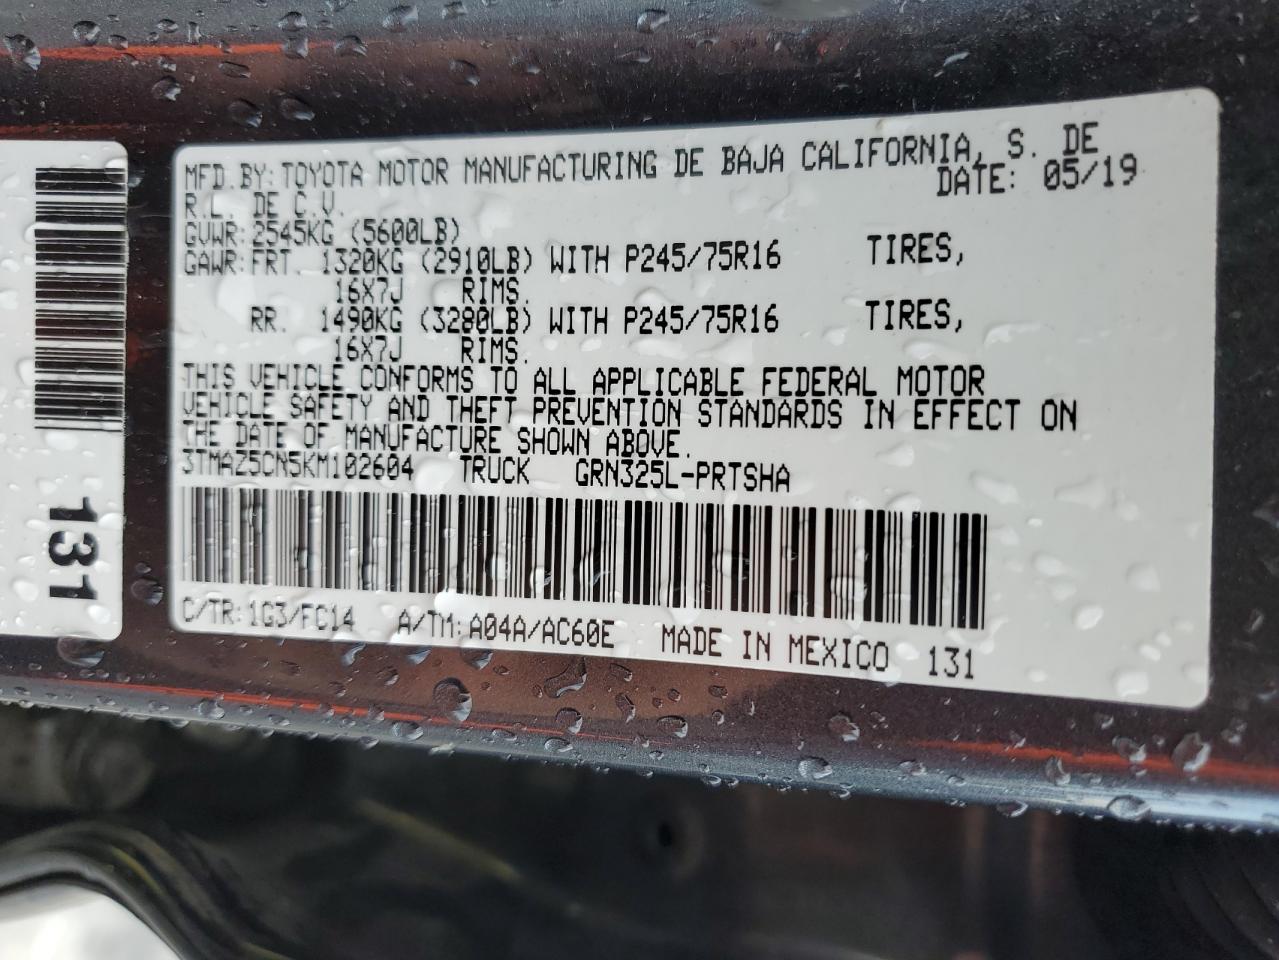 MFD.BY:TOYOTA MOTOR MANUFACTURING DE BAJA CALIFORNIA, S. DE
R.L. DE C.V. DATE: 05/19
GVWR:2545KG (5600LB)
GAWR:FRT. 1320KG (2910LB) WITH P245/75R16 TIRES,
16X7J RIMS.
RR. 1490KG (3280LB) WITH P245/75R16 TIRES,
16X7J RIMS.
THIS VEHICLE CONFORMS TO ALL APPLICABLE FEDERAL MOTOR
VEHICLE SAFETY AND THEFT PREVENTION STANDARDS IN EFFECT ON
THE DATE OF MANUFACTURE SHOWN ABOVE.
3TMAZ5CN5KM102604 TRUCK GRN325L-PRTSHA
C/TR:1G3/FC14 A/TM:A04A/AC60E MADE IN MEXICO 131
131